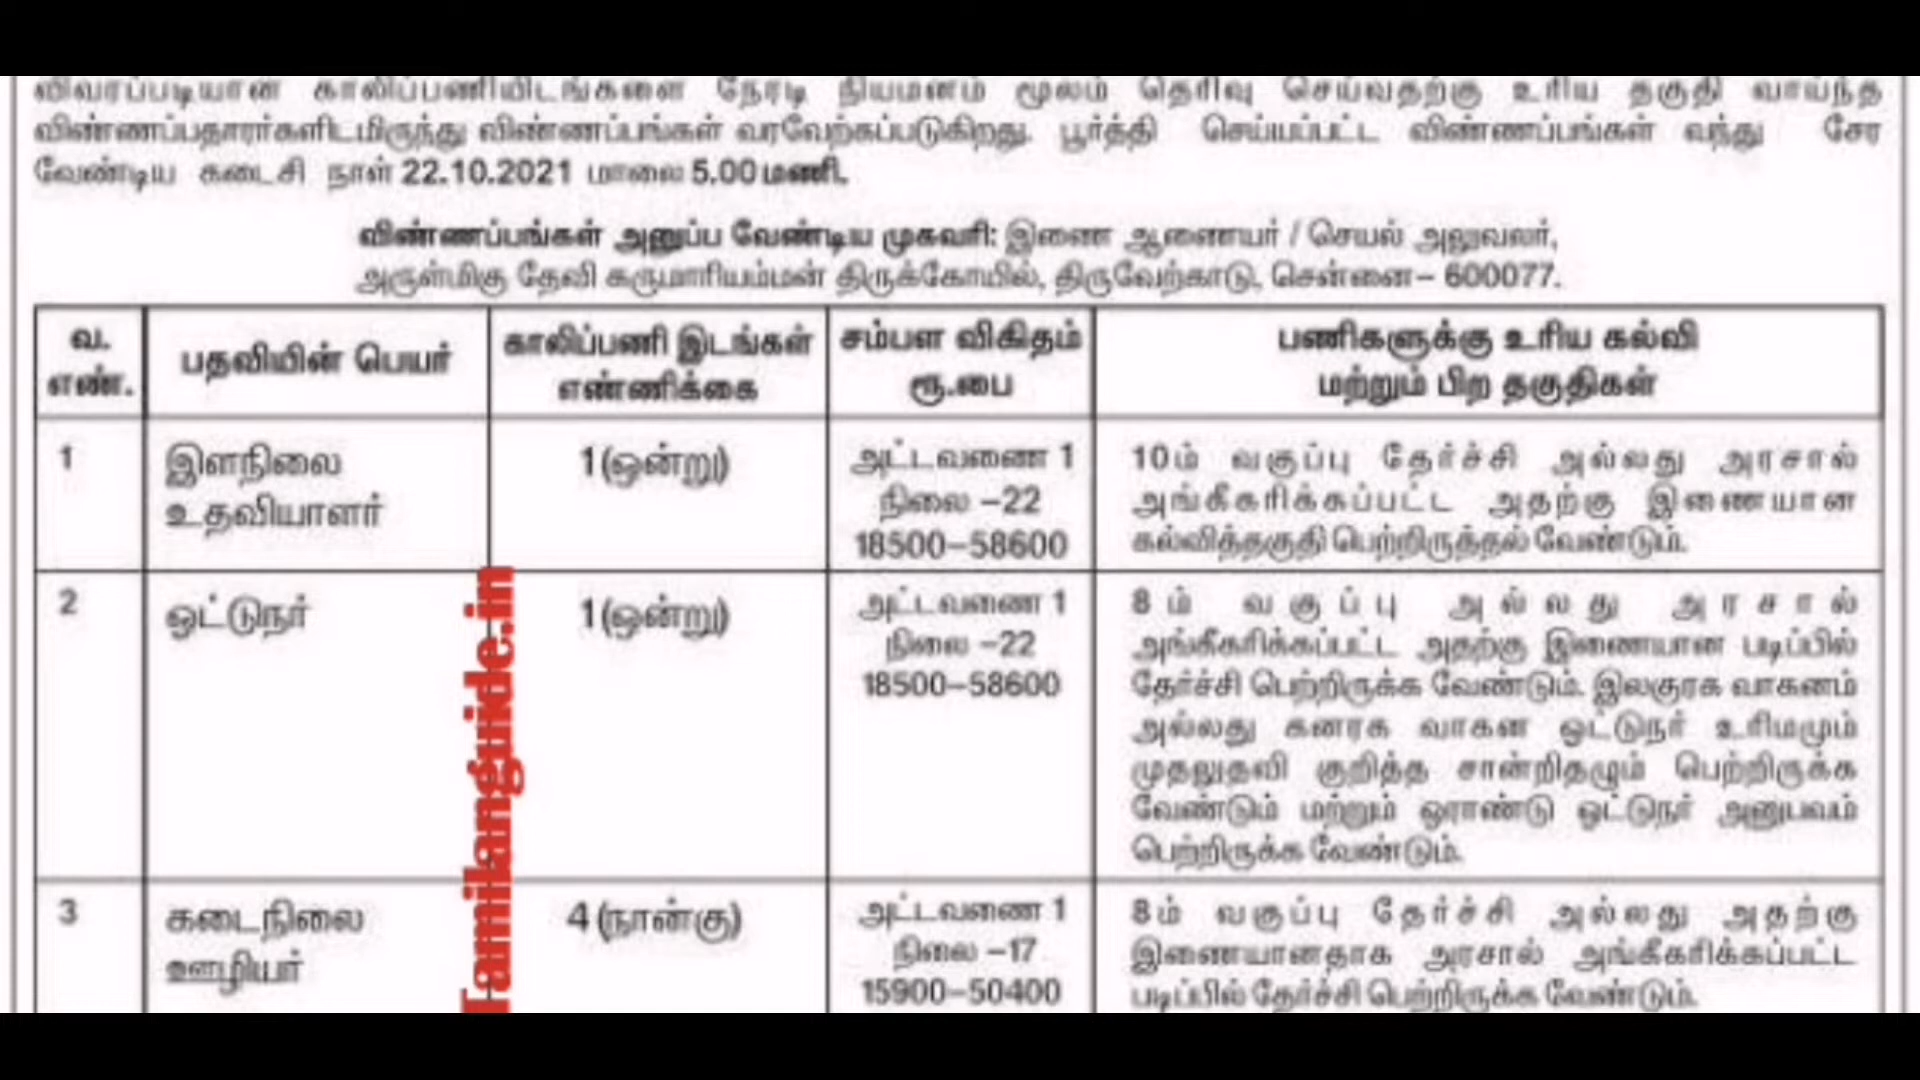 விவரப்படியான காலிப்பணியிடங்களை நேரடி நியமனம் மூலம் தெரிவு செய்வதற்கு உரிய தகுதி வாய்ந்த
விண்ணப்பதாரர்களிடமிருந்து விண்ணப்பங்கள் வரவேற்கப்படுகிறது. பூர்த்தி செய்யப்பட்ட விண்ணப்பங்கள் வந்து சேர
வேண்டிய கடைசி நாள் 22.10.2021 மாலை 5.00 மணி.
விண்ணப்பங்கள் அனுப்ப வேண்டிய முகவரி: இணை ஆணையர் / செயல் அலுவலர்,
அருள்மிகு தேவி கருமாரியம்மன் திருக்கோயில், திருவேற்காடு, சென்னை– 600077.
வ.
எண்.
பதவியின் பெயர்
காலிப்பணி இடங்கள்
எண்ணிக்கை
சம்பள விகிதம்
ரூ.பை
பணிகளுக்கு உரிய கல்வி
மற்றும் பிற தகுதிகள்
1
இளநிலை
உதவியாளர்
1 (ஒன்று)
அட்டவணை 1
நிலை –22
18500–58600
10ம் வகுப்பு தேர்ச்சி அல்லது அரசால்
அங்கீகரிக்கப்பட்ட அதற்கு இணையான
கல்வித்தகுதி பெற்றிருத்தல் வேண்டும்.
2
ஓட்டுநர்
1 (ஒன்று)
அட்டவணை 1
நிலை –22
18500–58600
8ம் வகுப்பு அல்லது அரசால்
அங்கீகரிக்கப்பட்ட அதற்கு இணையான படிப்பில்
தேர்ச்சி பெற்றிருக்க வேண்டும். இலகுரக வாகனம்
அல்லது கனரக வாகன ஓட்டுநர் உரிமமும்
முதலுதவி குறித்த சான்றிதழும் பெற்றிருக்க
வேண்டும் மற்றும் ஓராண்டு ஓட்டுநர் அனுபவம்
பெற்றிருக்க வேண்டும்.
3
கடைநிலை
ஊழியர்
4 (நான்கு)
அட்டவணை 1
நிலை –17
15900–50400
8ம் வகுப்பு தேர்ச்சி அல்லது அதற்கு
இணையானதாக அரசால் அங்கீகரிக்கப்பட்ட
படிப்பில் தேர்ச்சி பெற்றிருக்க வேண்டும்.
Tamilanguide.in